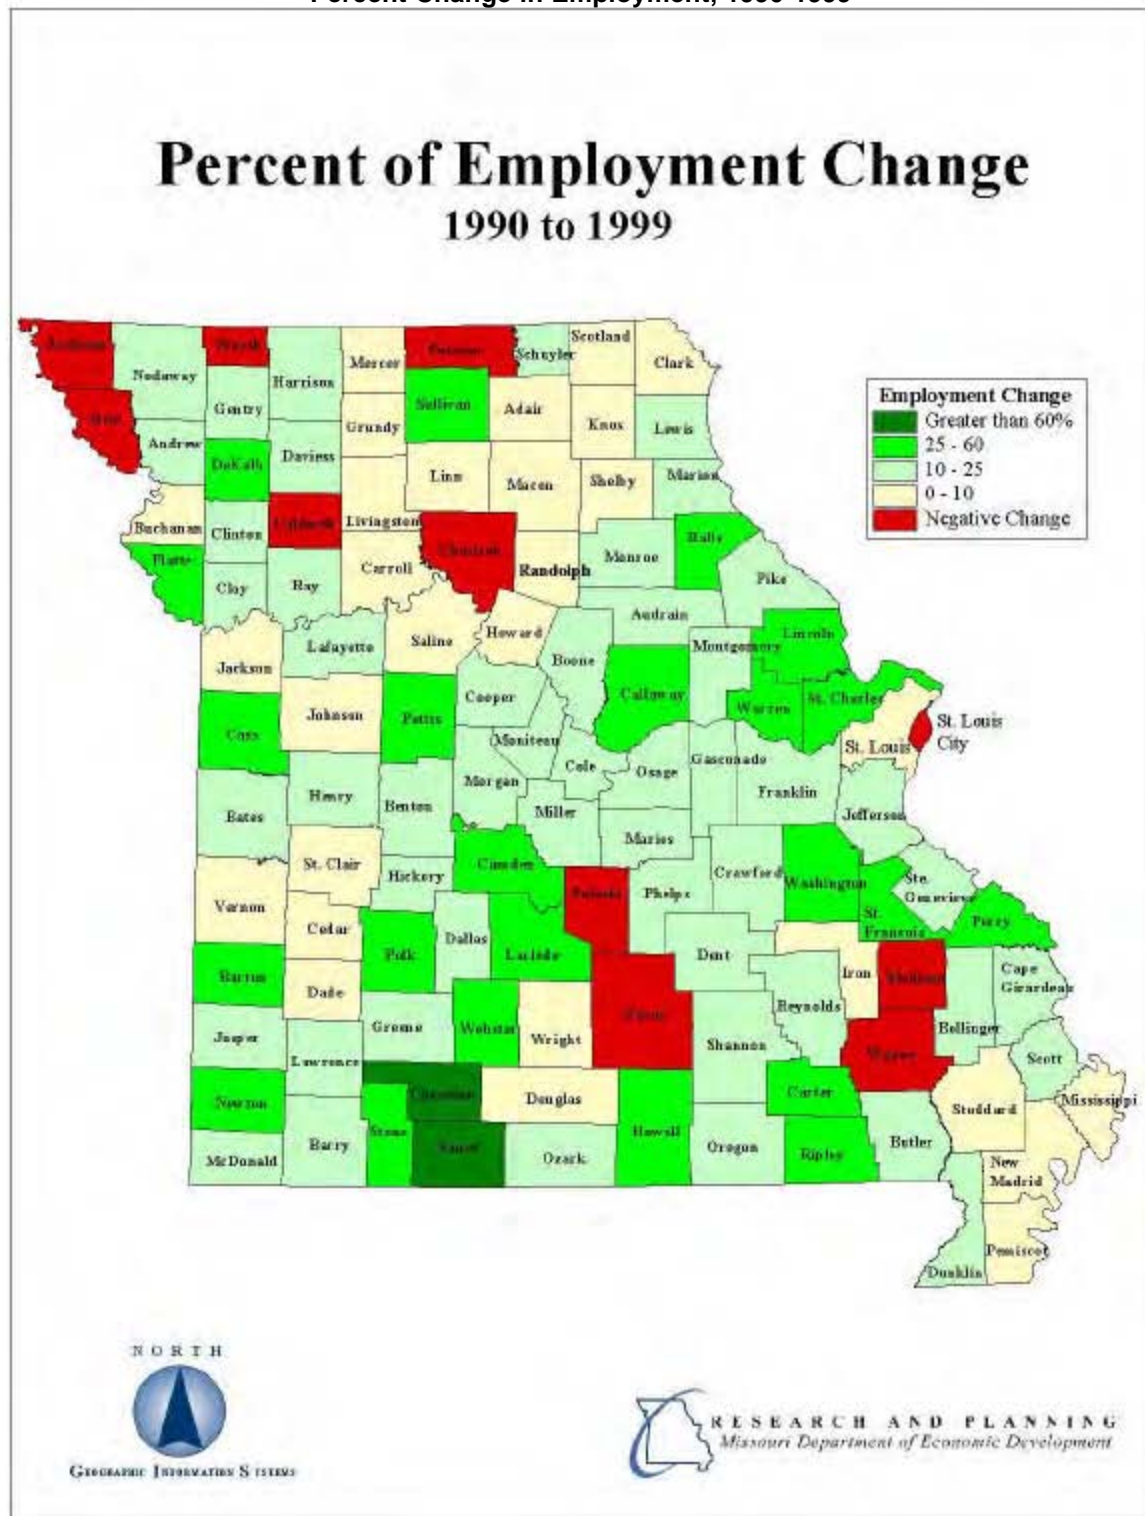 Percent of Employment Change
1990 to 1999
Employment Change
Greater than 60%
25 - 60
10 - 25
0 - 10
Negative Change
Nodaway
Harrison
Mercer
Schuyler
Scotland
Clark
Gentry
Sullivan
Adair
Knox
Lewis
Grundy
Andrew
DeKalb
Daviess
Linn
Macon
Shelby
Marion
Buchanan
Clinton
Livingston
Platte
Clay
Ray
Carroll
Randolph
Monroe
Ralls
Pike
Audrain
Jackson
Lafayette
Saline
Howard
Boone
Montgomery
Lincoln
Callaway
Warren
St. Charles
St. Louis
St. Louis
City
Cass
Johnson
Pettis
Cooper
Moniteau
Cole
Osage
Gasconade
Franklin
Jefferson
Bates
Henry
Benton
Morgan
Miller
Maries
St. Clair
Hickory
Camden
Phelps
Crawford
Washington
Ste.
Genevieve
St.
Francois
Perry
Vernon
Cedar
Polk
Dallas
Laclede
Dent
Iron
Reynolds
Cape
Girardeau
Barton
Dade
Jasper
Greene
Webster
Wright
Shannon
Bollinger
Scott
Lawrence
Newton
Stone
Douglas
Howell
Carter
Stoddard
Mississippi
McDonald
Barry
Ozark
Oregon
Ripley
Butler
New
Madrid
Pemiscot
Dunklin
NORTH
GEOGRAPHIC INFORMATION SYSTEMS
RESEARCH AND PLANNING
Missouri Department of Economic Development